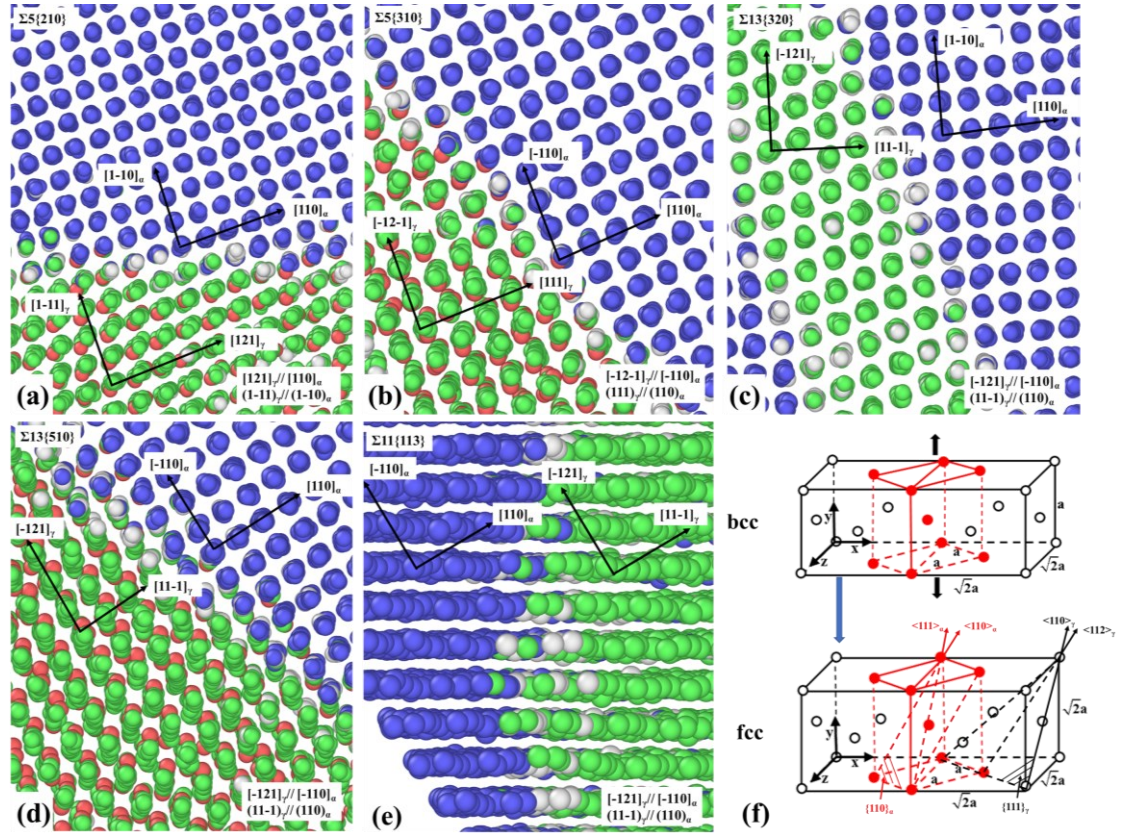 Σ5{210}
[1-10]α
[110]α
[1-11]γ
[121]γ
[121]γ// [110]α
(1-11)γ// (1-10)α
(a)
Σ5{310}
[-110]α
[110]α
[-12-1]γ
[111]γ
[-12-1]γ// [-110]α
(111)γ// (110)α
(b)
Σ13{320}
[-121]γ
[1-10]α
[110]α
[11-1]γ
[-121]γ// [-110]α
(11-1)γ// (110)α
(c)
Σ13{510}
[-110]α
[110]α
[-121]γ
[11-1]γ
[-121]γ// [-110]α
(11-1)γ// (110)α
(d)
Σ11{113}
[-110]α
[-121]γ
[110]α
[11-1]γ
[-121]γ// [-110]α
(11-1)γ// (110)α
(e)
bcc
y
x
z
a
a
a
√2a
√2a
<111>α
<110>α
<110>γ
<112>γ
fcc
y
z
a
a
√2a
√2a
√2a
{110}α
{111}γ
(f)